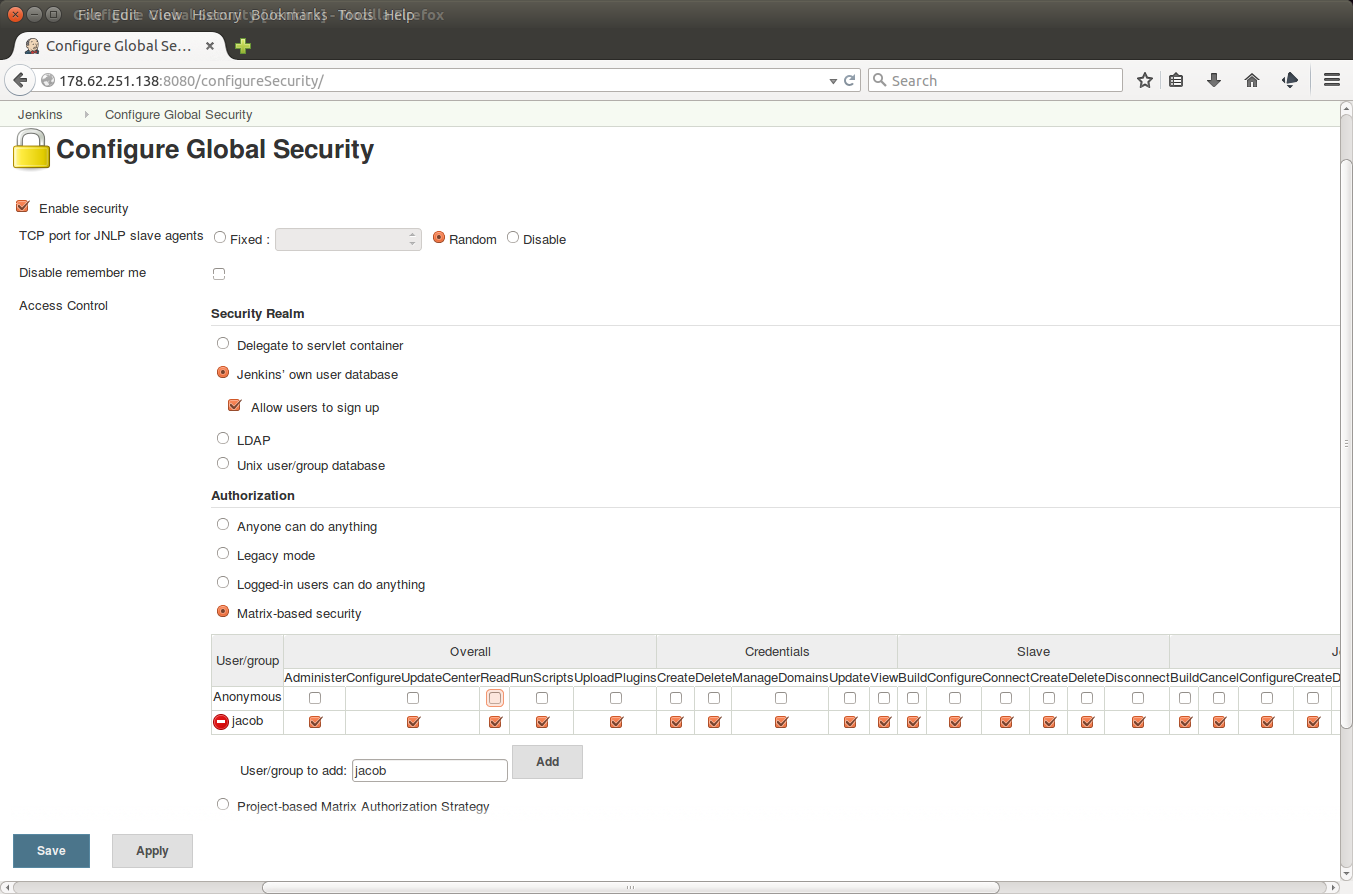 File Edit View History Bookmarks Tools Help
Configure Global Se...
178.62.251.138:8080/configureSecurity/
Search
Jenkins Configure Global Security
Configure Global Security
Enable security
TCP port for JNLP slave agents Fixed : Random Disable
Disable remember me
Access Control
Security Realm
Delegate to servlet container
Jenkins' own user database
Allow users to sign up
LDAP
Unix user/group database
Authorization
Anyone can do anything
Legacy mode
Logged-in users can do anything
Matrix-based security
User/group Overall Credentials Slave
Administer ConfigureUpdateCenter Read RunScripts UploadPlugins Create Delete ManageDomains Update View Build Configure Connect Create Delete Disconnect Build Cancel Configure Create D
Anonymous
jacob
User/group to add: jacob Add
Project-based Matrix Authorization Strategy
Save Apply